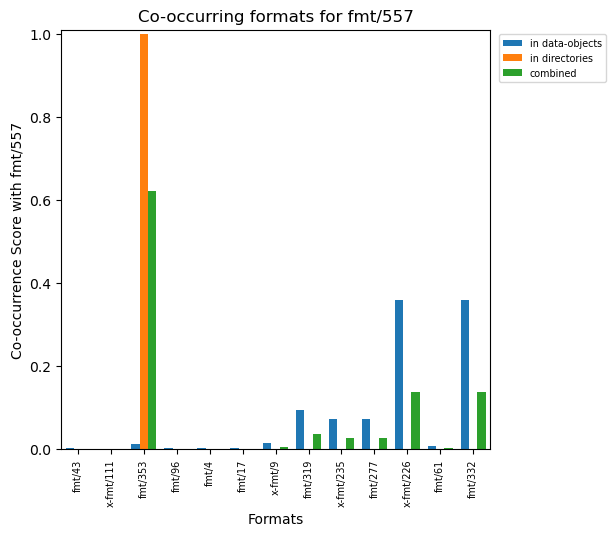 Co-occurring formats for fmt/557
in data-objects
in directories
combined
Co-occurrence Score with fmt/557
1.0
0.8
0.6
0.4
0.2
0.0
fmt/43
x-fmt/111
fmt/353
fmt/96
fmt/4
fmt/17
x-fmt/9
fmt/319
x-fmt/235
fmt/277
x-fmt/226
fmt/61
fmt/332
Formats